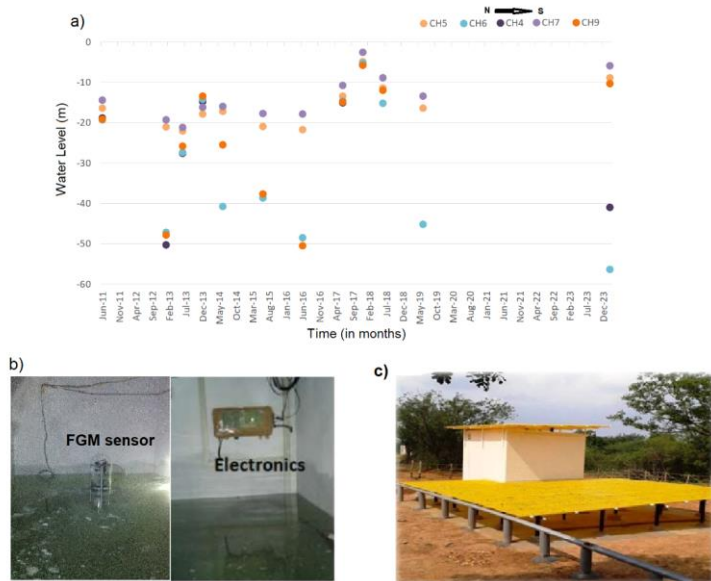 a)
N S
CH5 CH6 CH4 CH7 CH9
0
-10
-20
-30
-40
-50
-60
Water Level (m)
Jun-11 Nov-11 Apr-12 Sep-12 Feb-13 Jul-13 Dec-13 May-14 Oct-14 Mar-15 Aug-15 Jan-16 Jun-16 Nov-16 Apr-17 Sep-17 Feb-18 Jul-18 Dec-18 May-19 Oct-19 Mar-20 Aug-20 Jan-21 Jun-21 Nov-21 Apr-22 Sep-22 Feb-23 Jul-23 Dec-23
Time (in months)
b)
c)
FGM sensor
Electronics